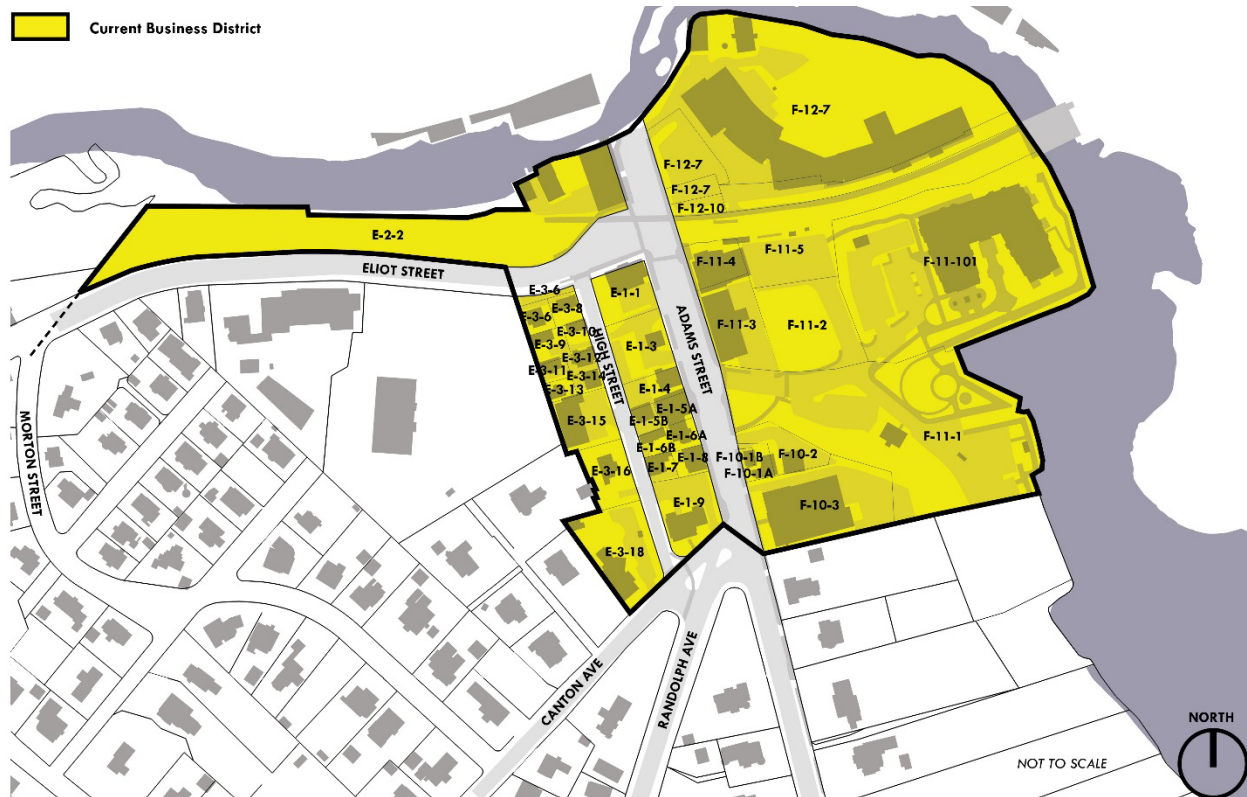 Current Business District
F-12-7
F-12-7
F-12-7
F-12-10
E-2-2
ELIOT STREET
F-11-5
F-11-4
F-11-101
E-3-6
E-1-1
E-3-8
E-3-6
HIGH STREET
ADAMS STREET
F-11-3
F-11-2
E-3-10
E-3-9
E-1-3
E-3-12
E-3-11
E-3-14
E-3-13
E-1-4
E-1-5A
E-3-15
E-1-5B
E-1-6A
F-11-1
E-1-6B
E-1-8
F-10-1B
F-10-2
E-3-16
E-1-7
F-10-1A
MORTON STREET
E-1-9
F-10-3
E-3-18
CANTON AVE
RANDOLPH AVE
NORTH
NOT TO SCALE